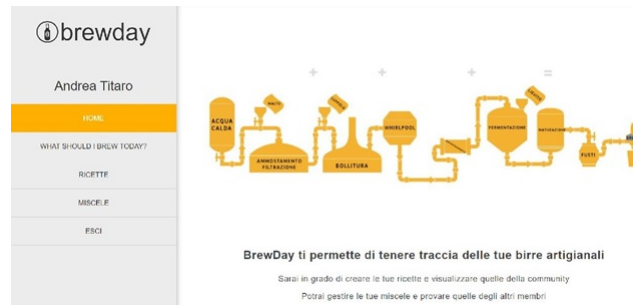 brewday
Andrea Titaro
HOME
WHAT SHOULD I BREW TODAY?
RICETTE
MISCELE
ESCI
+ + + =
ACQUA
CALDA
MALTO
AMMOSTAMENTO
FILTRAZIONE
LUPPOLO
BOLLITURA
WHIRLPOOL
FERMENTAZIONE
LIEVITO
MATURAZIONE
FUSTI
BrewDay ti permette di tenere traccia delle tue birre artigianali
Sarai in grado di creare le tue ricette e visualizzare quelle della community
Potrai gestire le tue miscele e provare quelle degli altri membri